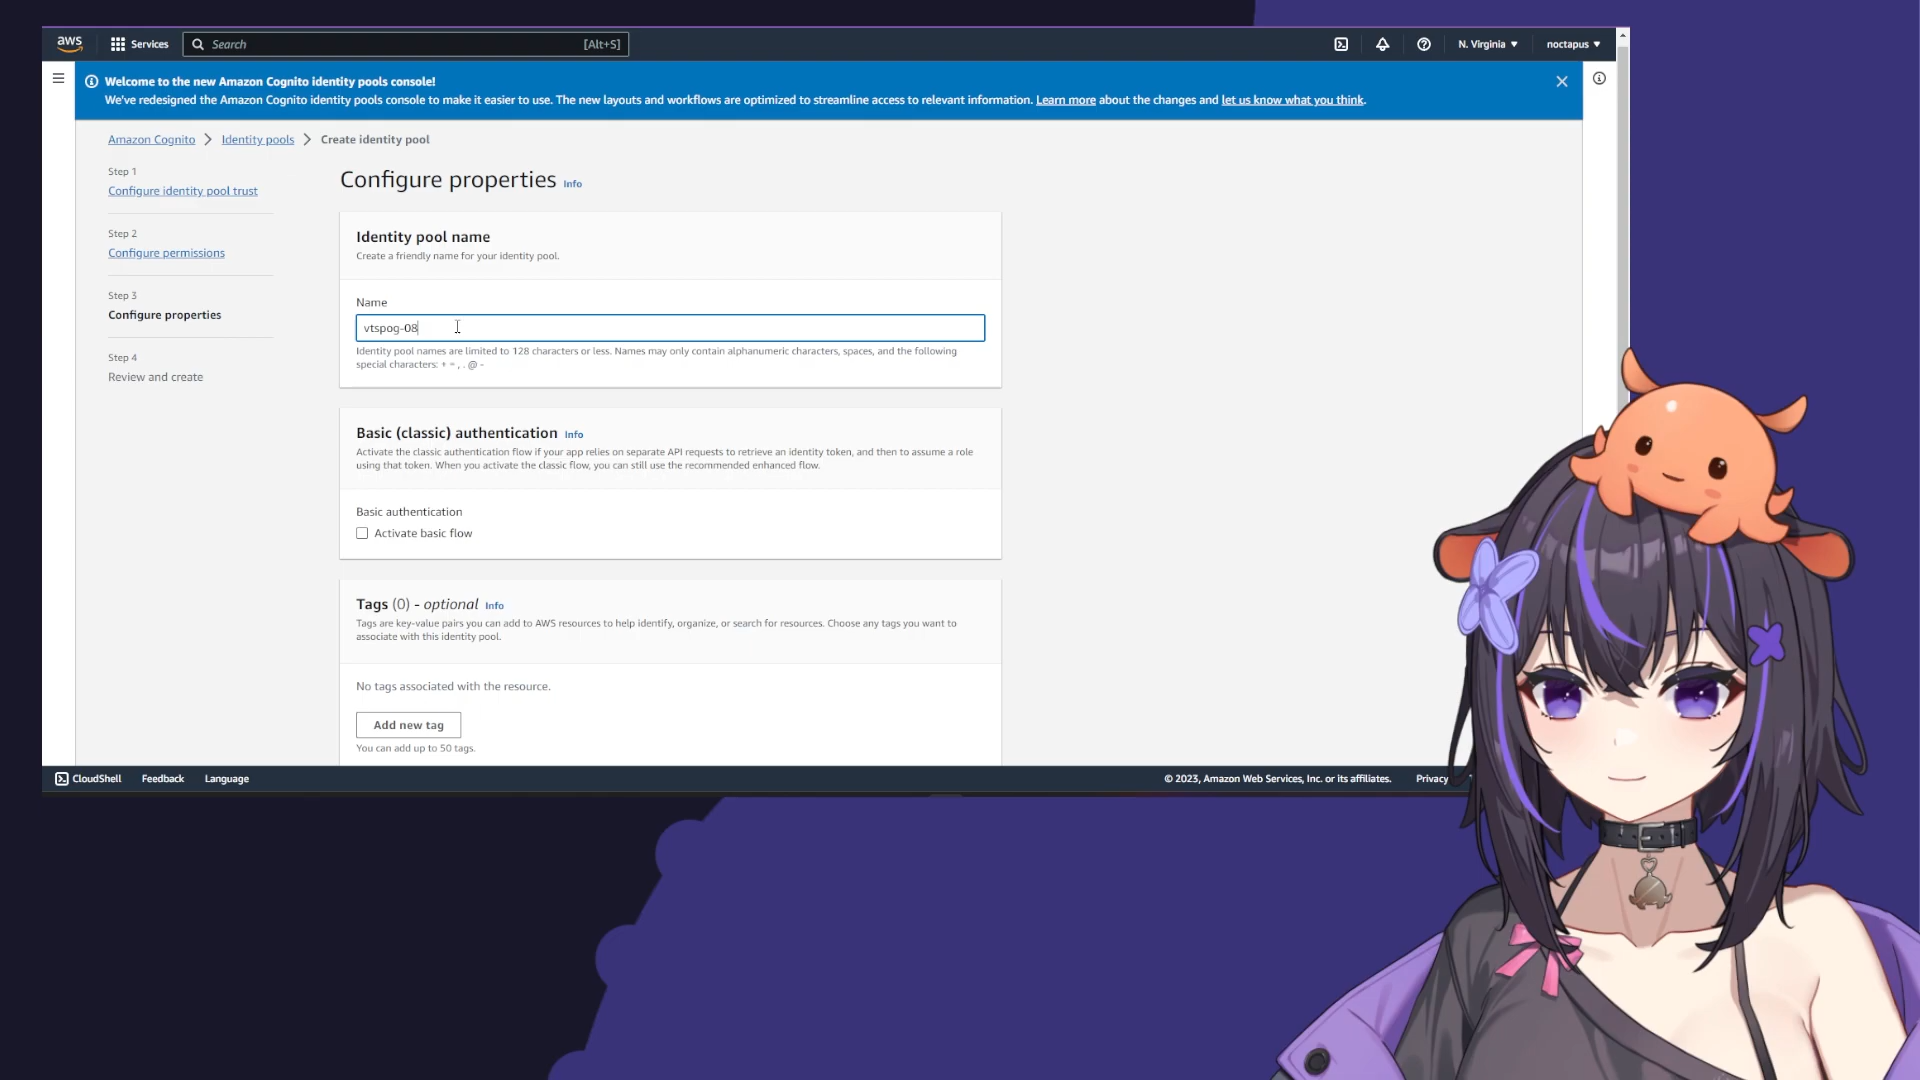 aws
Services
Search
[Alt+S]
N. Virginia
noctapus
Welcome to the new Amazon Cognito identity pools console!
We've redesigned the Amazon Cognito identity pools console to make it easier to use. The new layouts and workflows are optimized to streamline access to relevant information. Learn more about the changes and let us know what you think.
Amazon Cognito
Identity pools
Create identity pool
Step 1
Configure identity pool trust
Step 2
Configure permissions
Step 3
Configure properties
Step 4
Review and create
Configure properties Info
Identity pool name
Create a friendly name for your identity pool.
Name
vtspog-08
Identity pool names are limited to 128 characters or less. Names may only contain alphanumeric characters, spaces, and the following
special characters: + = , . @ -
Basic (classic) authentication Info
Activate the classic authentication flow if your app relies on separate API requests to retrieve an identity token, and then to assume a role
using that token. When you activate the classic flow, you can still use the recommended enhanced flow.
Basic authentication
Activate basic flow
Tags (0) - optional Info
Tags are key-value pairs you can add to AWS resources to help identify, organize, or search for resources. Choose any tags you want to
associate with this identity pool.
No tags associated with the resource.
Add new tag
You can add up to 50 tags.
CloudShell
Feedback
Language
© 2023, Amazon Web Services, Inc. or its affiliates.
Privacy